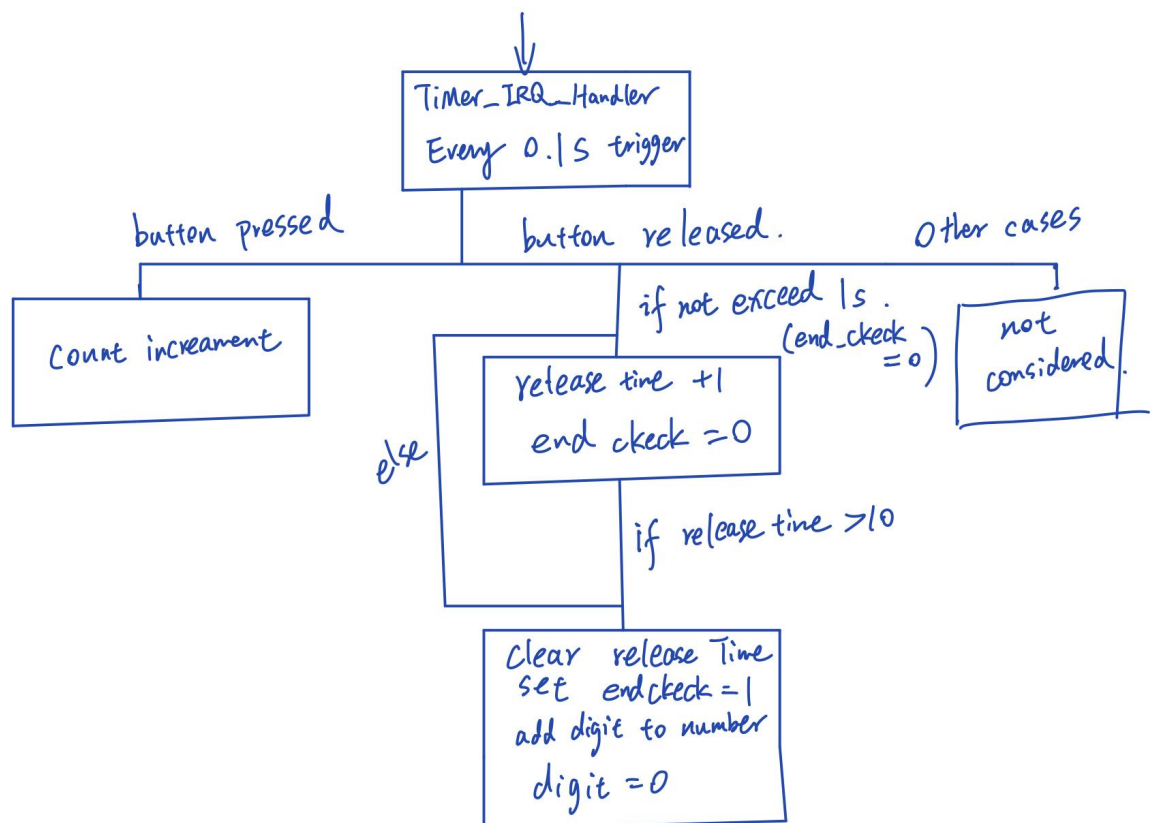 Timer_IRQ_Handler
Every 0.1S trigger
button pressed
button released.
Other cases
count increament
if not exceed 1s.
(end_ckeck
=0)
not
considered.
release time +1
end ckeck =0
else
if release time >10
clear release Time
set endckeck=1
add digit to number
digit =0